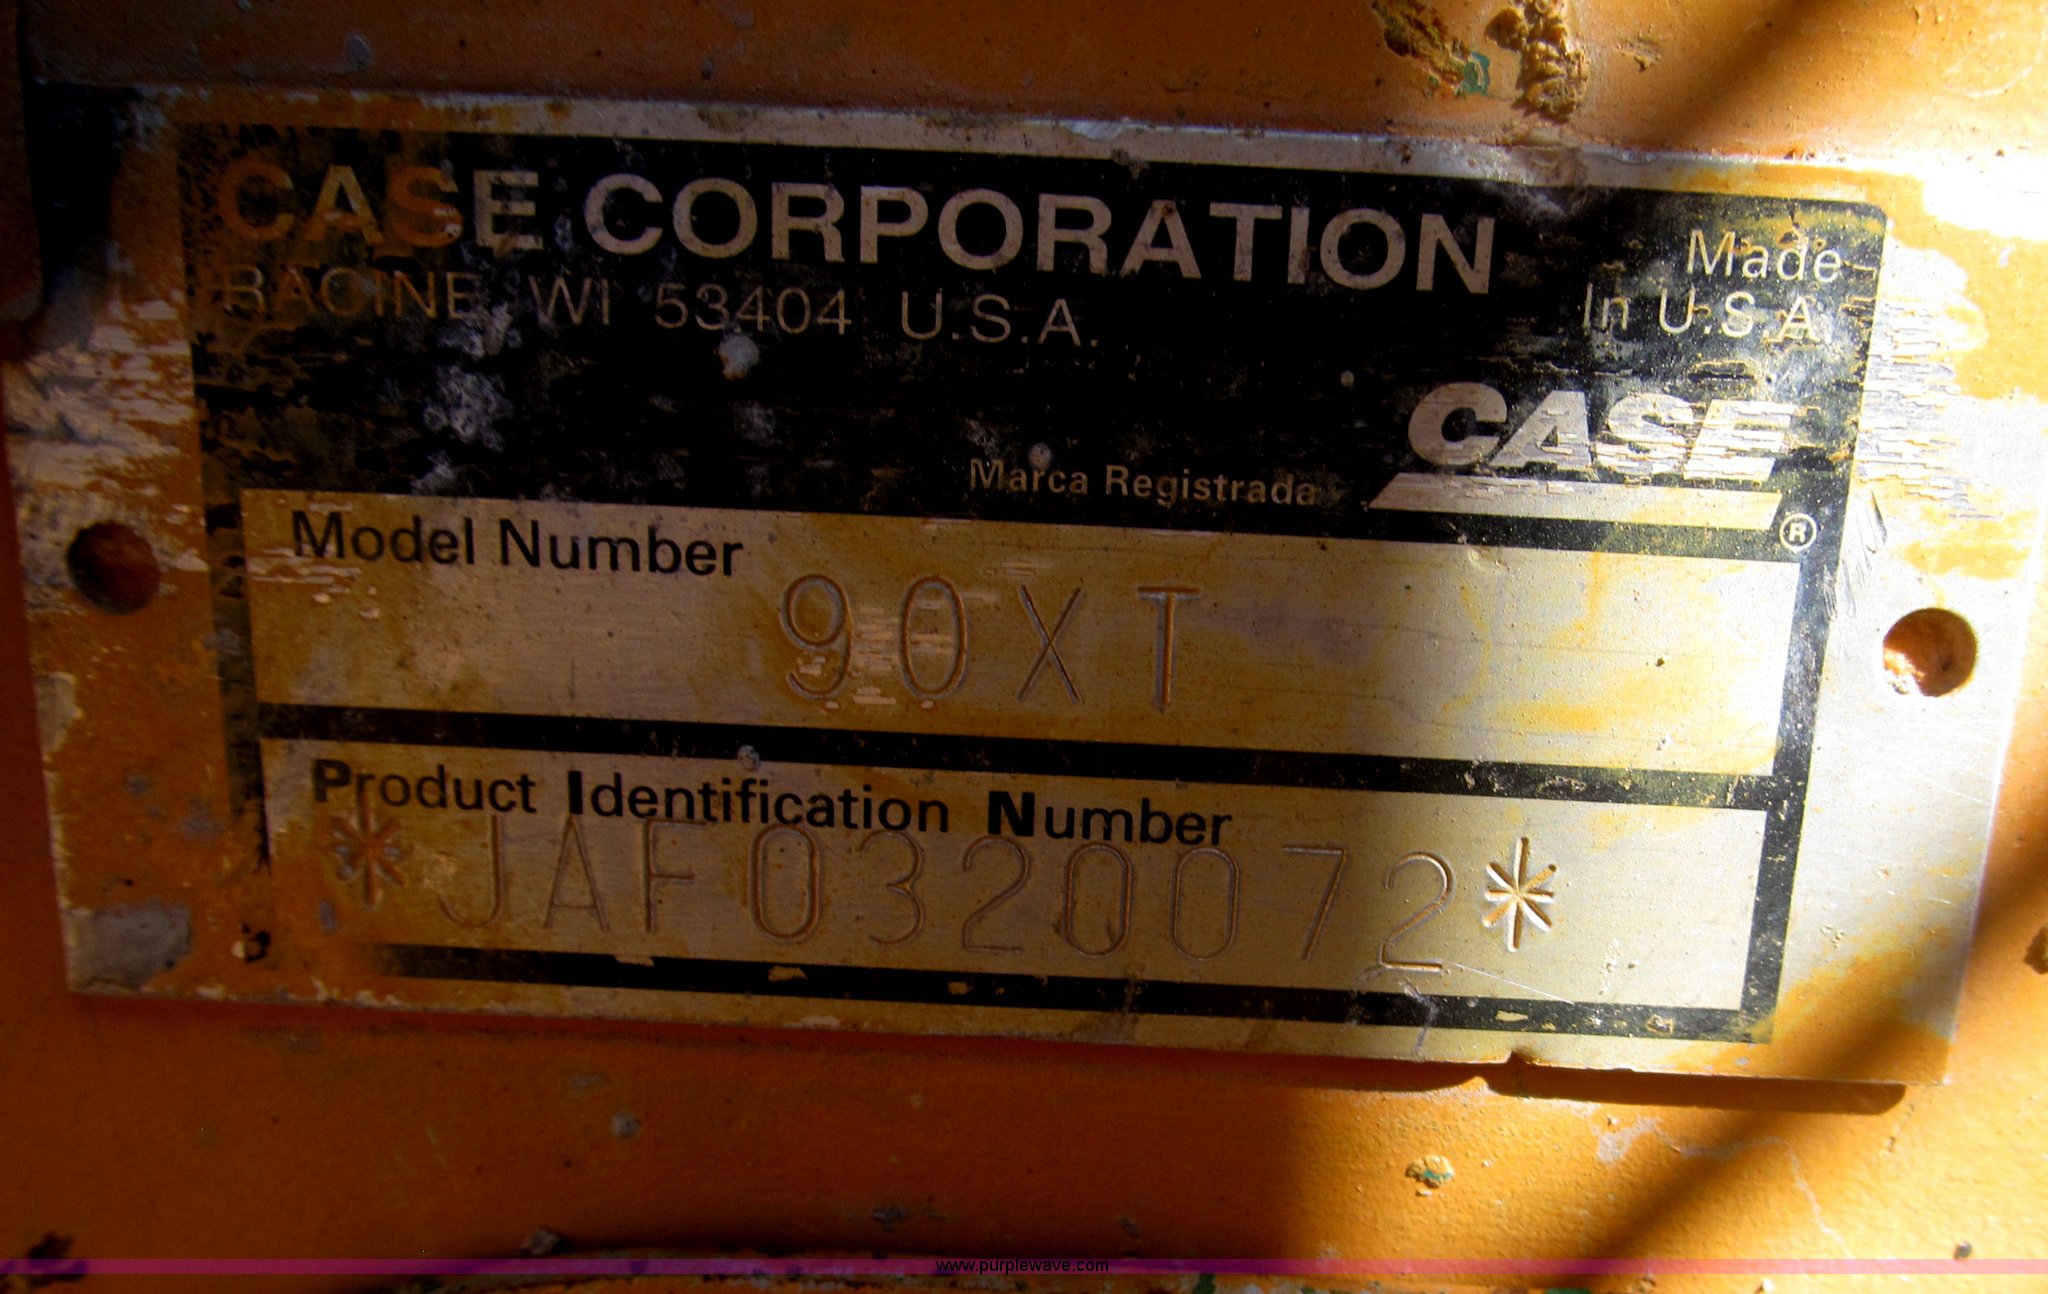 CASE CORPORATION
RACINE, WI 53404 U.S.A.
Made
In U.S.A.
CASE
Marca Registrada
®
Model Number
90XT
Product Identification Number
*JAF0320072*
www.purplewave.com